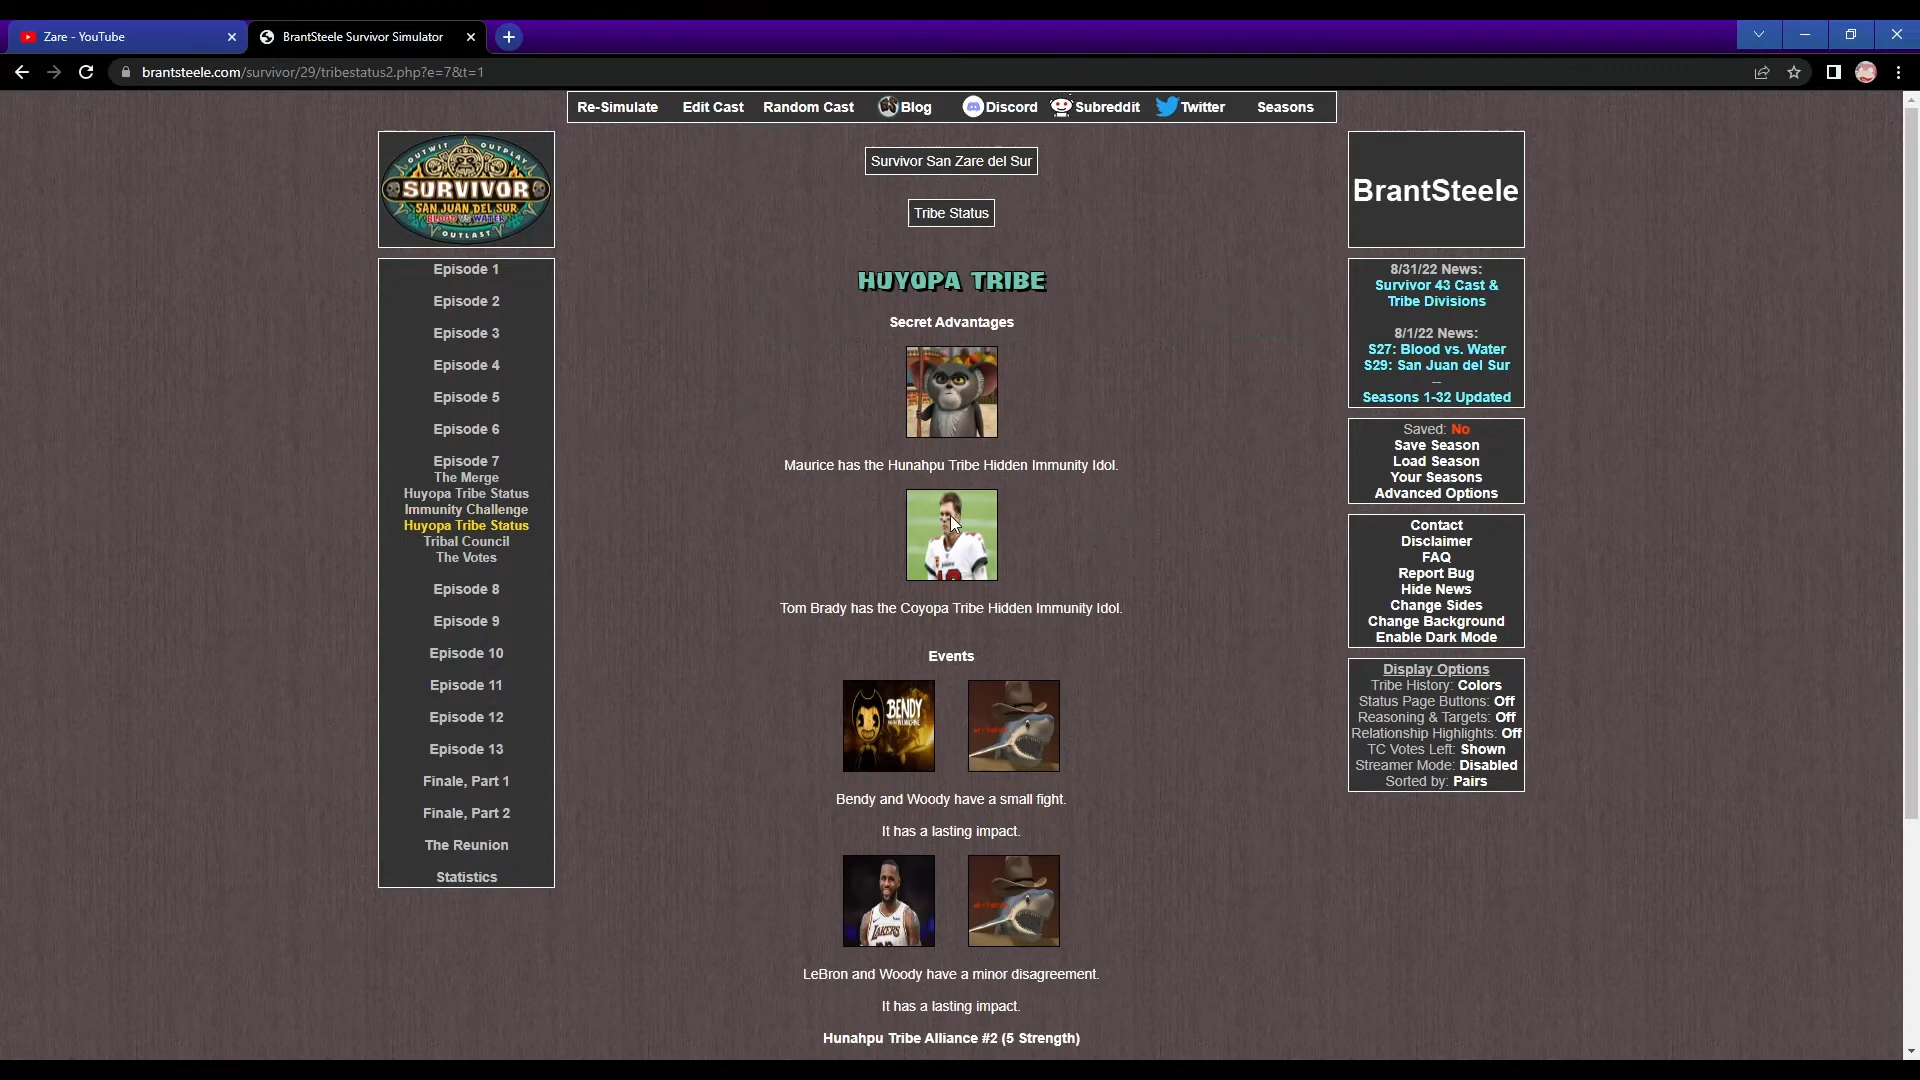 Zare - YouTube
BrantSteele Survivor Simulator
brantsteele.com/survivor/29/tribestatus2.php?e=7&t=1
Re-Simulate Edit Cast Random Cast Blog Discord Subreddit Twitter Seasons
OUTWIT OUTPLAY
SURVIVOR
SAN JUAN DEL SUR
BLOOD VS WATER
OUTLAST
Episode 1
Episode 2
Episode 3
Episode 4
Episode 5
Episode 6
Episode 7
The Merge
Huyopa Tribe Status
Immunity Challenge
Huyopa Tribe Status
Tribal Council
The Votes
Episode 8
Episode 9
Episode 10
Episode 11
Episode 12
Episode 13
Finale, Part 1
Finale, Part 2
The Reunion
Statistics
Survivor San Zare del Sur
Tribe Status
HUYOPA TRIBE
Secret Advantages
Maurice has the Hunahpu Tribe Hidden Immunity Idol.
Tom Brady has the Coyopa Tribe Hidden Immunity Idol.
Events
BENDY
Bendy and Woody have a small fight.
It has a lasting impact.
LAKERS
LeBron and Woody have a minor disagreement.
It has a lasting impact.
Hunahpu Tribe Alliance #2 (5 Strength)
BrantSteele
8/31/22 News:
Survivor 43 Cast &
Tribe Divisions
8/1/22 News:
S27: Blood vs. Water
S29: San Juan del Sur
--
Seasons 1-32 Updated
Saved: No
Save Season
Load Season
Your Seasons
Advanced Options
Contact
Disclaimer
FAQ
Report Bug
Hide News
Change Sides
Change Background
Enable Dark Mode
Display Options
Tribe History: Colors
Status Page Buttons: Off
Reasoning & Targets: Off
Relationship Highlights: Off
TC Votes Left: Shown
Streamer Mode: Disabled
Sorted by: Pairs